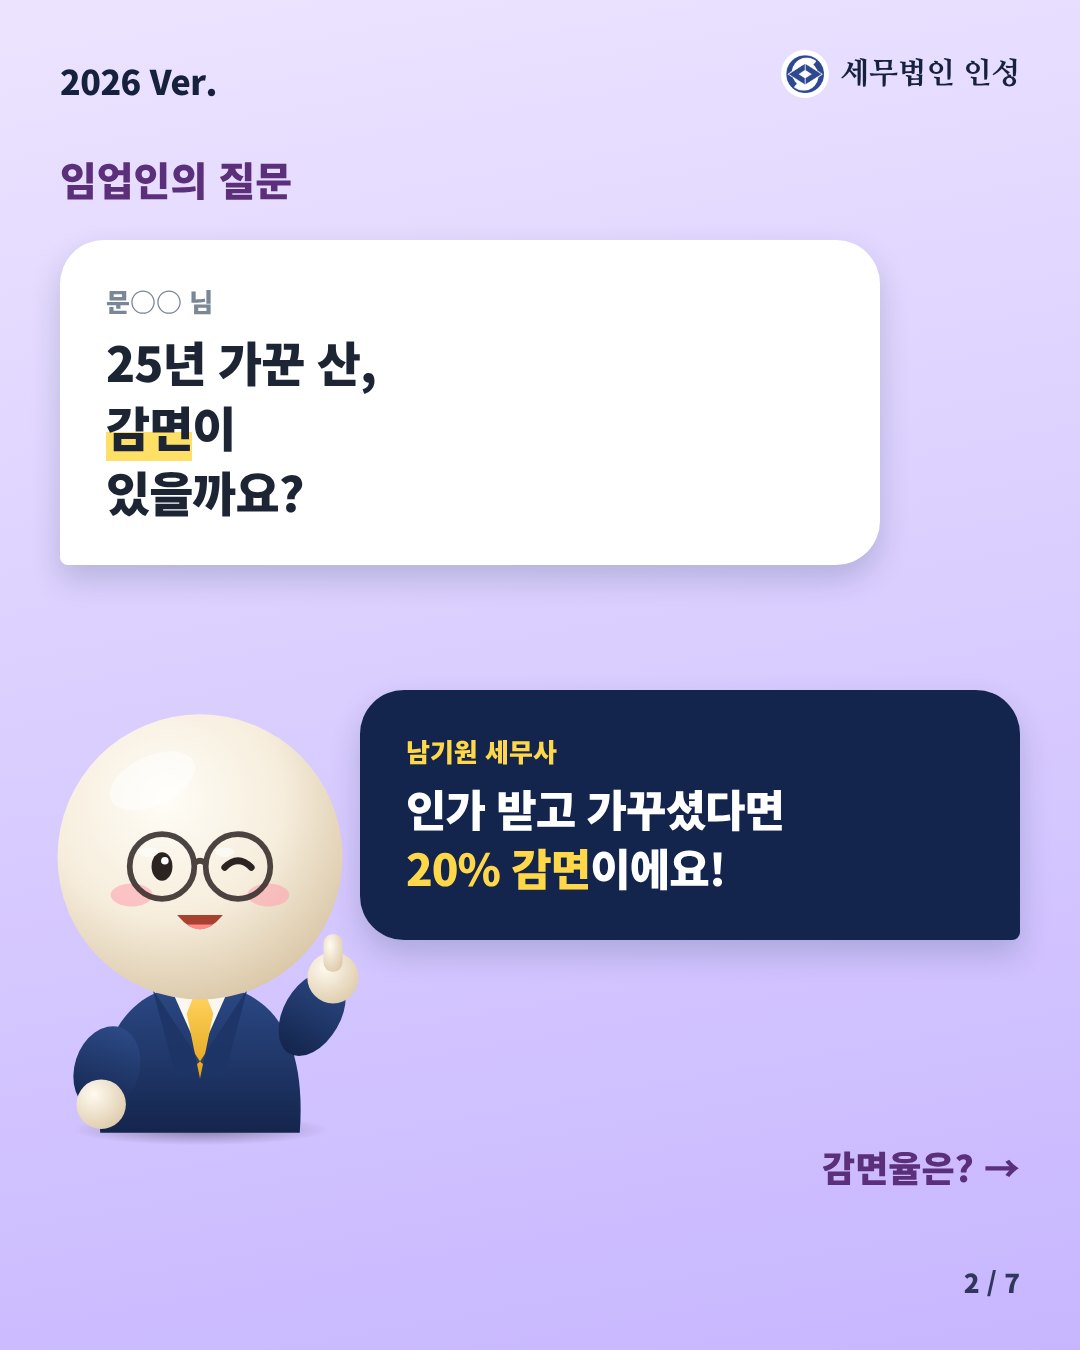 2026 Ver.
세무법인 인성
임업인의 질문
문○○ 님
25년 가꾼 산,
감면이
있을까요?
남기원 세무사
인가 받고 가꾸셨다면
20% 감면이에요!
감면율은? →
2 / 7